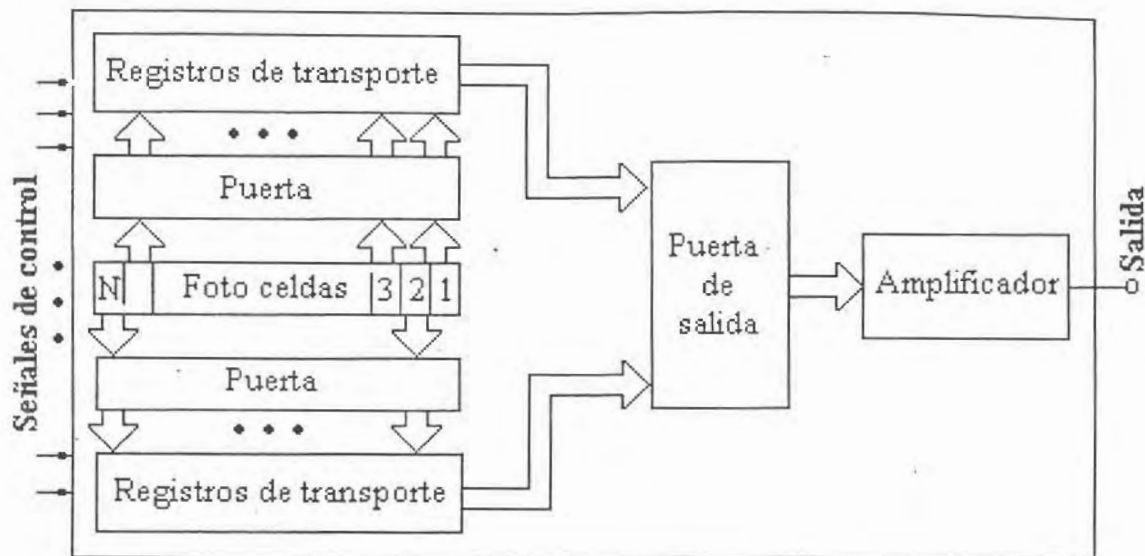 Registros de transporte
Puerta
N Foto celdas 3 2 1
Puerta
Registros de transporte
Señales de control
Puerta
de
salida
Amplificador
Salida